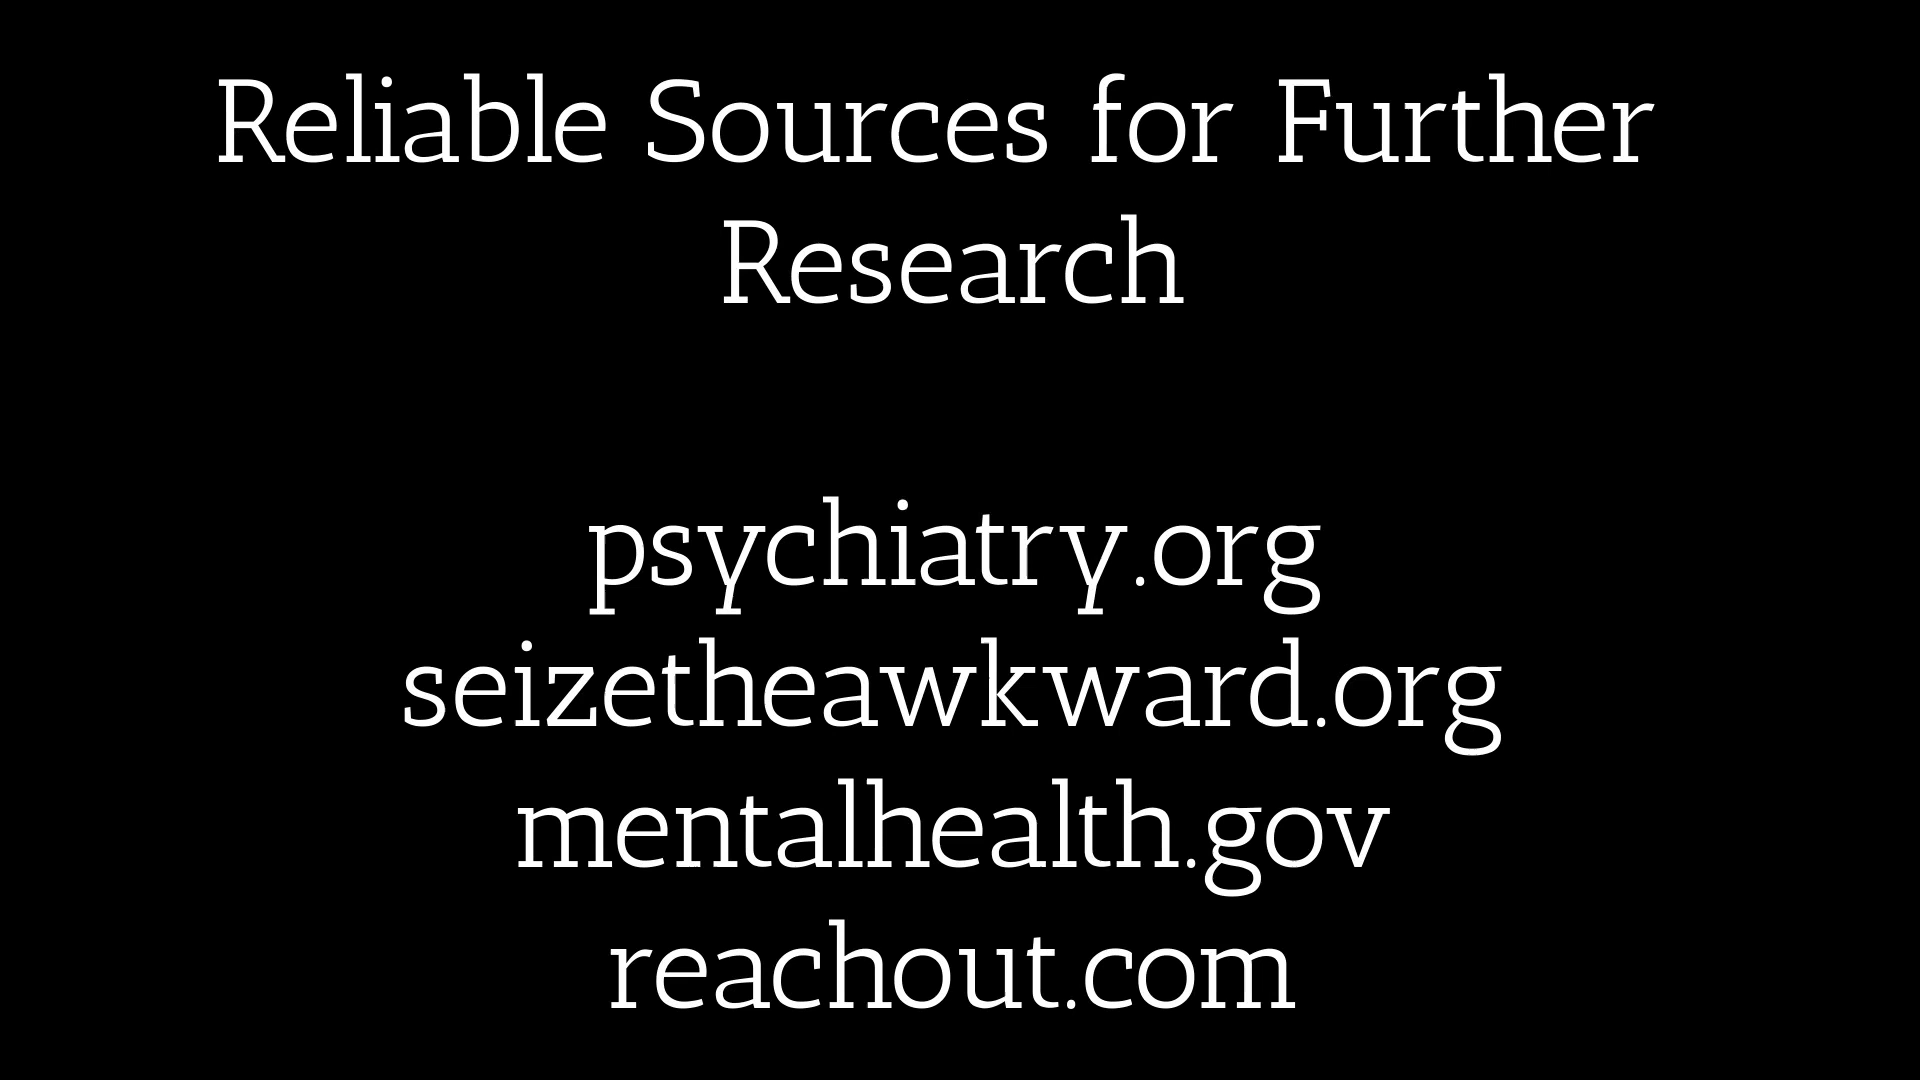 Reliable Sources for Further
Research
psychiatry.org
seizetheawkward.org
mentalhealth.gov
reachout.com